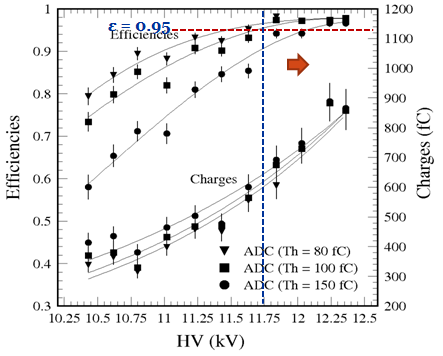 ε = 0.95
Efficiencies
Charges
ADC (Th = 80 fC)
ADC (Th = 100 fC)
ADC (Th = 150 fC)
Efficiencies
1
0.9
0.8
0.7
0.6
0.5
0.4
0.3
1200
1100
1000
900
800
700
600
500
400
300
200
Charges (fC)
10.25 10.5 10.75 11 11.25 11.5 11.75 12 12.25 12.5
HV (kV)